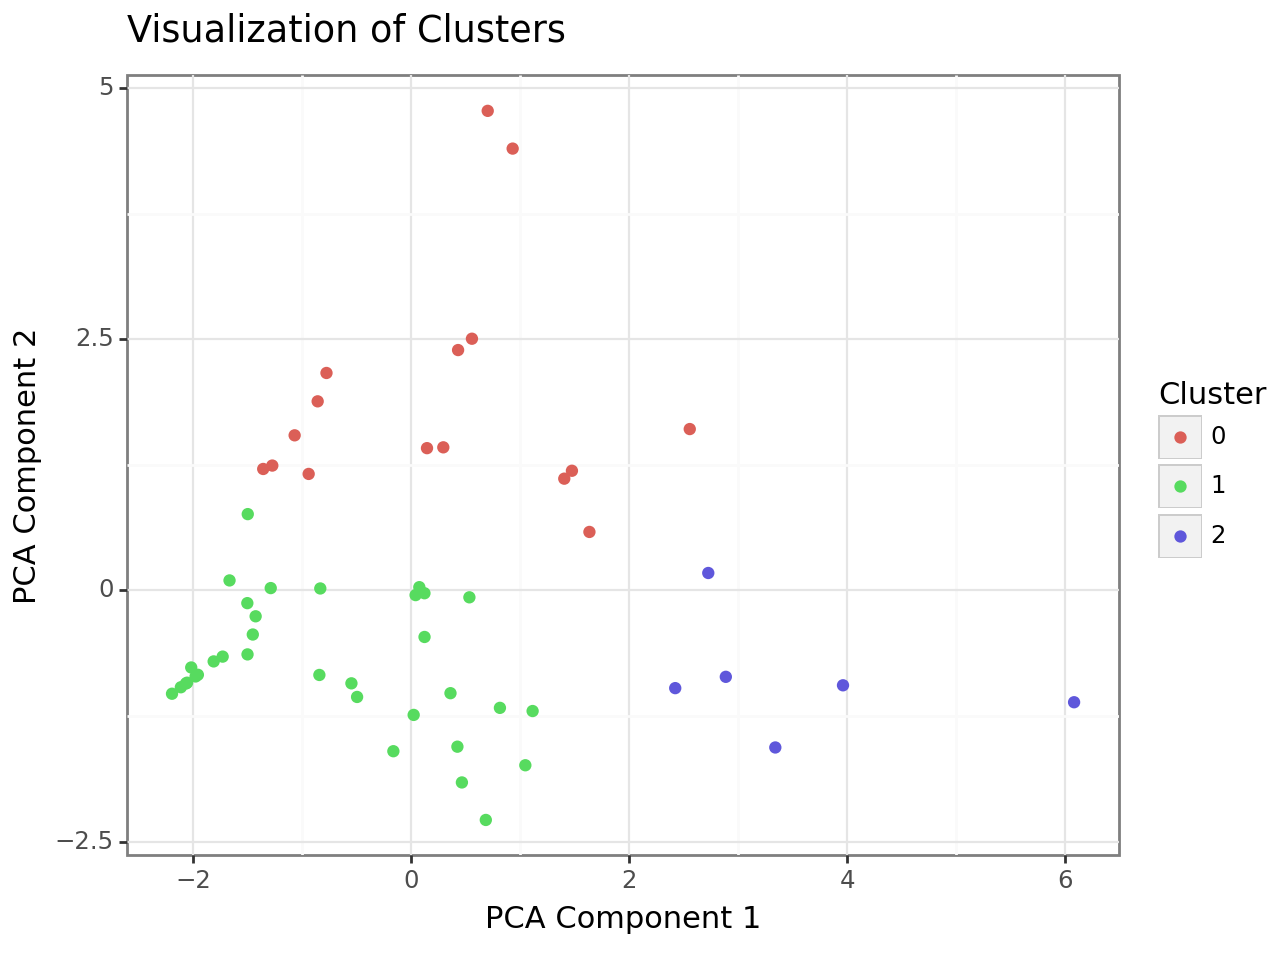 Visualization of Clusters
5
2.5
0
−2.5
PCA Component 2
−2 0 2 4 6
PCA Component 1
Cluster
0
1
2